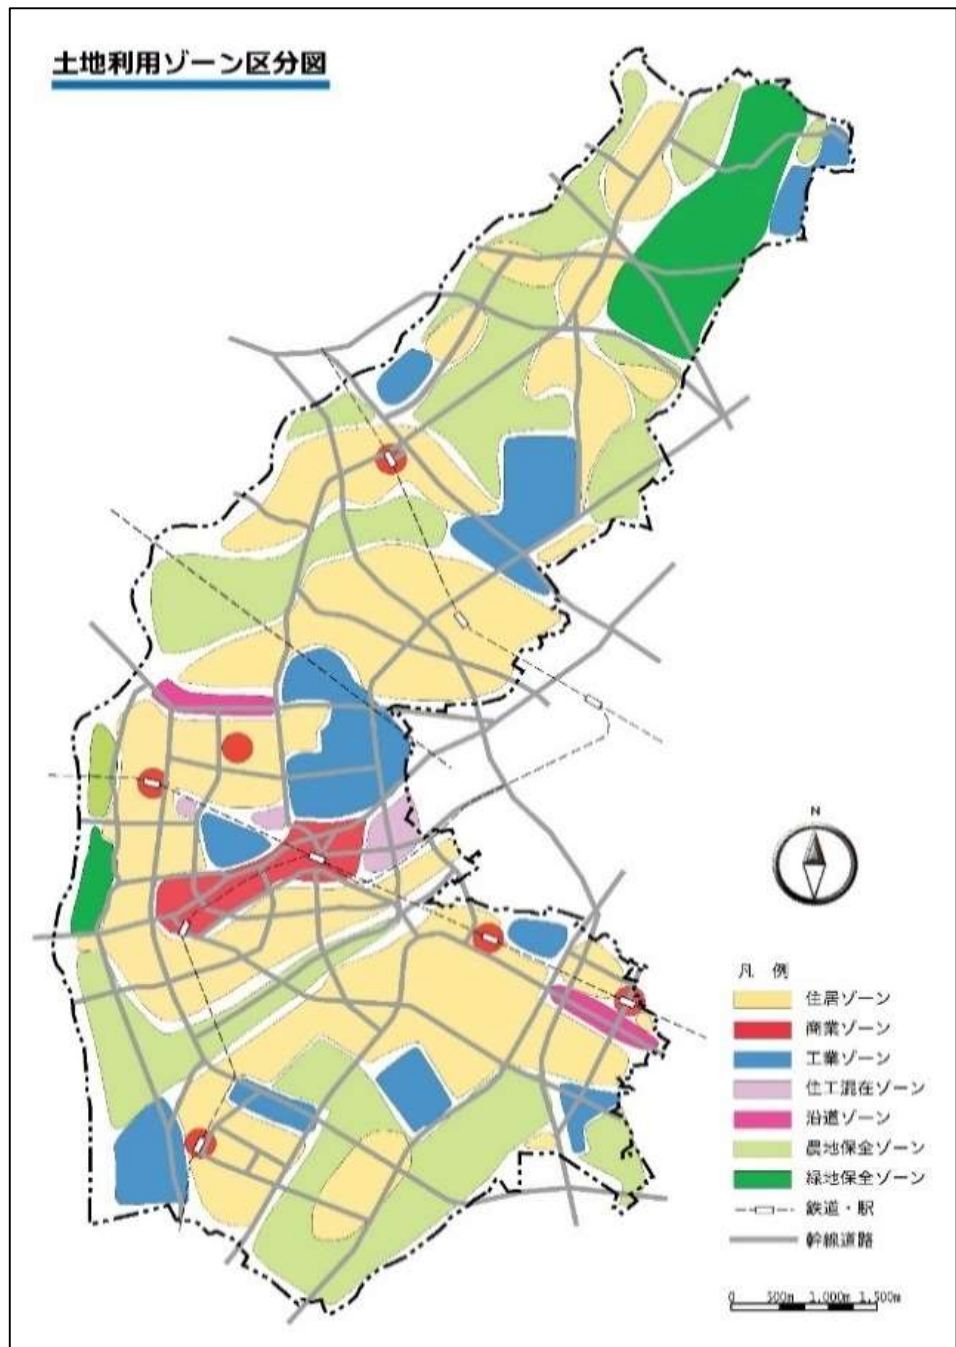 土地利用ゾーン区分図
N
凡 例
住居ゾーン
商業ゾーン
工業ゾーン
住工混在ゾーン
沿道ゾーン
農地保全ゾーン
緑地保全ゾーン
鉄道・駅
幹線道路
0 500m 1,000m 1,500m